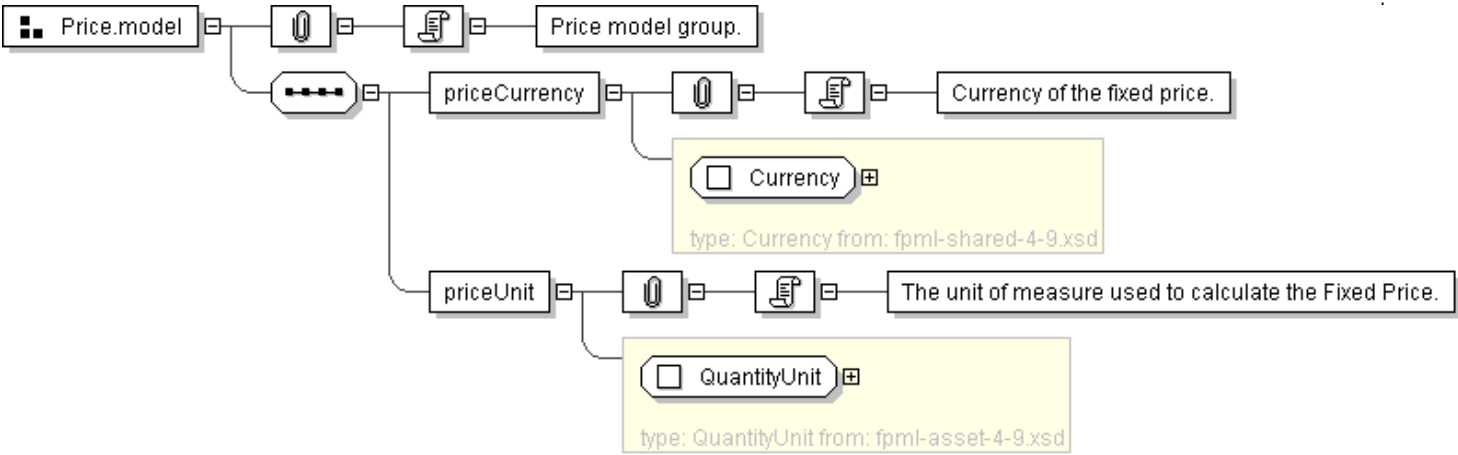 Price.model
Price model group.
priceCurrency
Currency of the fixed price.
Currency
type: Currency from: fpml-shared-4-9.xsd
priceUnit
The unit of measure used to calculate the Fixed Price.
QuantityUnit
type: QuantityUnit from: fpml-asset-4-9.xsd